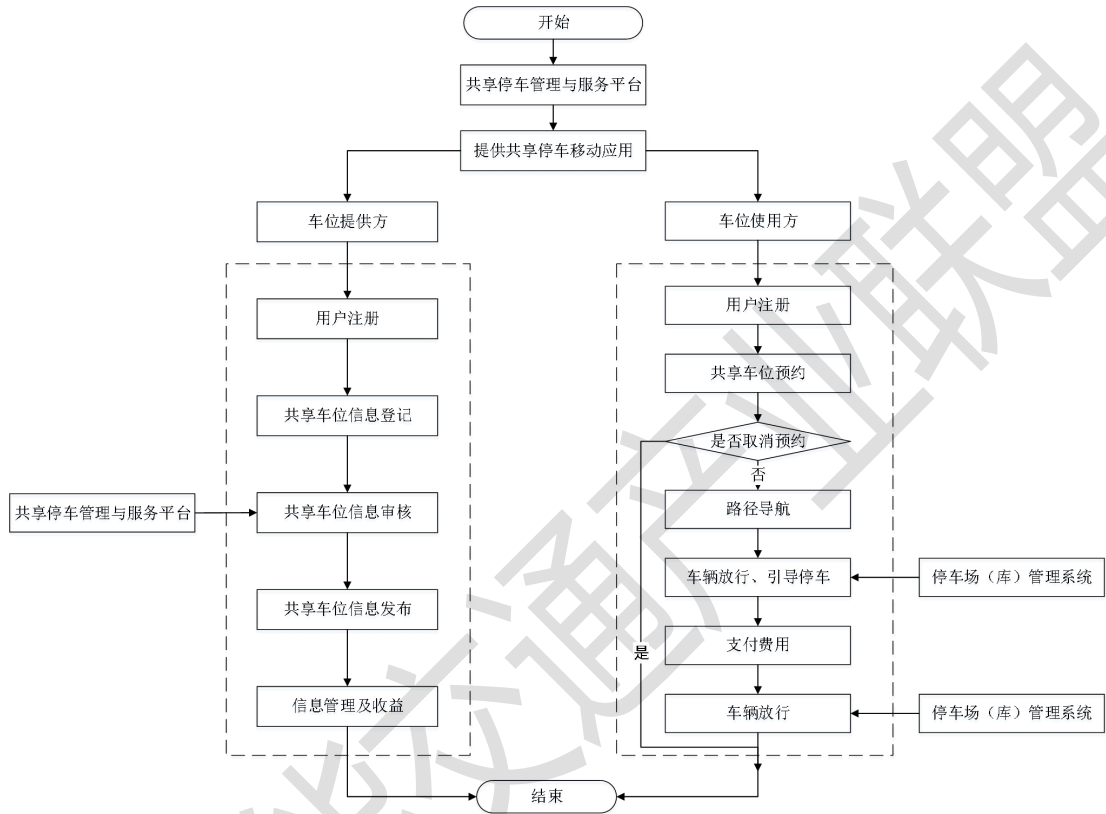 开始
共享停车管理与服务平台
提供共享停车移动应用
车位提供方
用户注册
共享车位信息登记
共享停车管理与服务平台
共享车位信息审核
共享车位信息发布
信息管理及收益
车位使用方
用户注册
共享车位预约
是否取消预约
否
路径导航
车辆放行、引导停车
停车场（库）管理系统
支付费用
是
车辆放行
停车场（库）管理系统
结束
能交通产业联盟